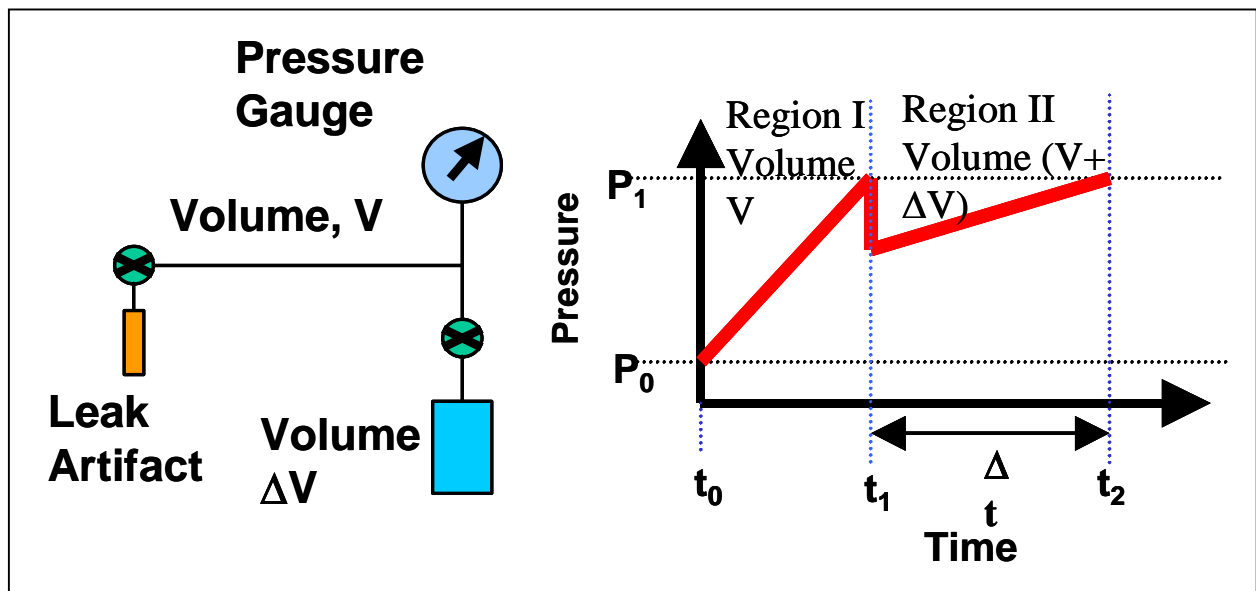 Pressure
Gauge
Volume, V
Leak
Artifact
Volume
ΔV
Region I
Volume
V
Region II
Volume (V+
ΔV)
P1
Pressure
P0
t0
t1
Δ
t
t2
Time